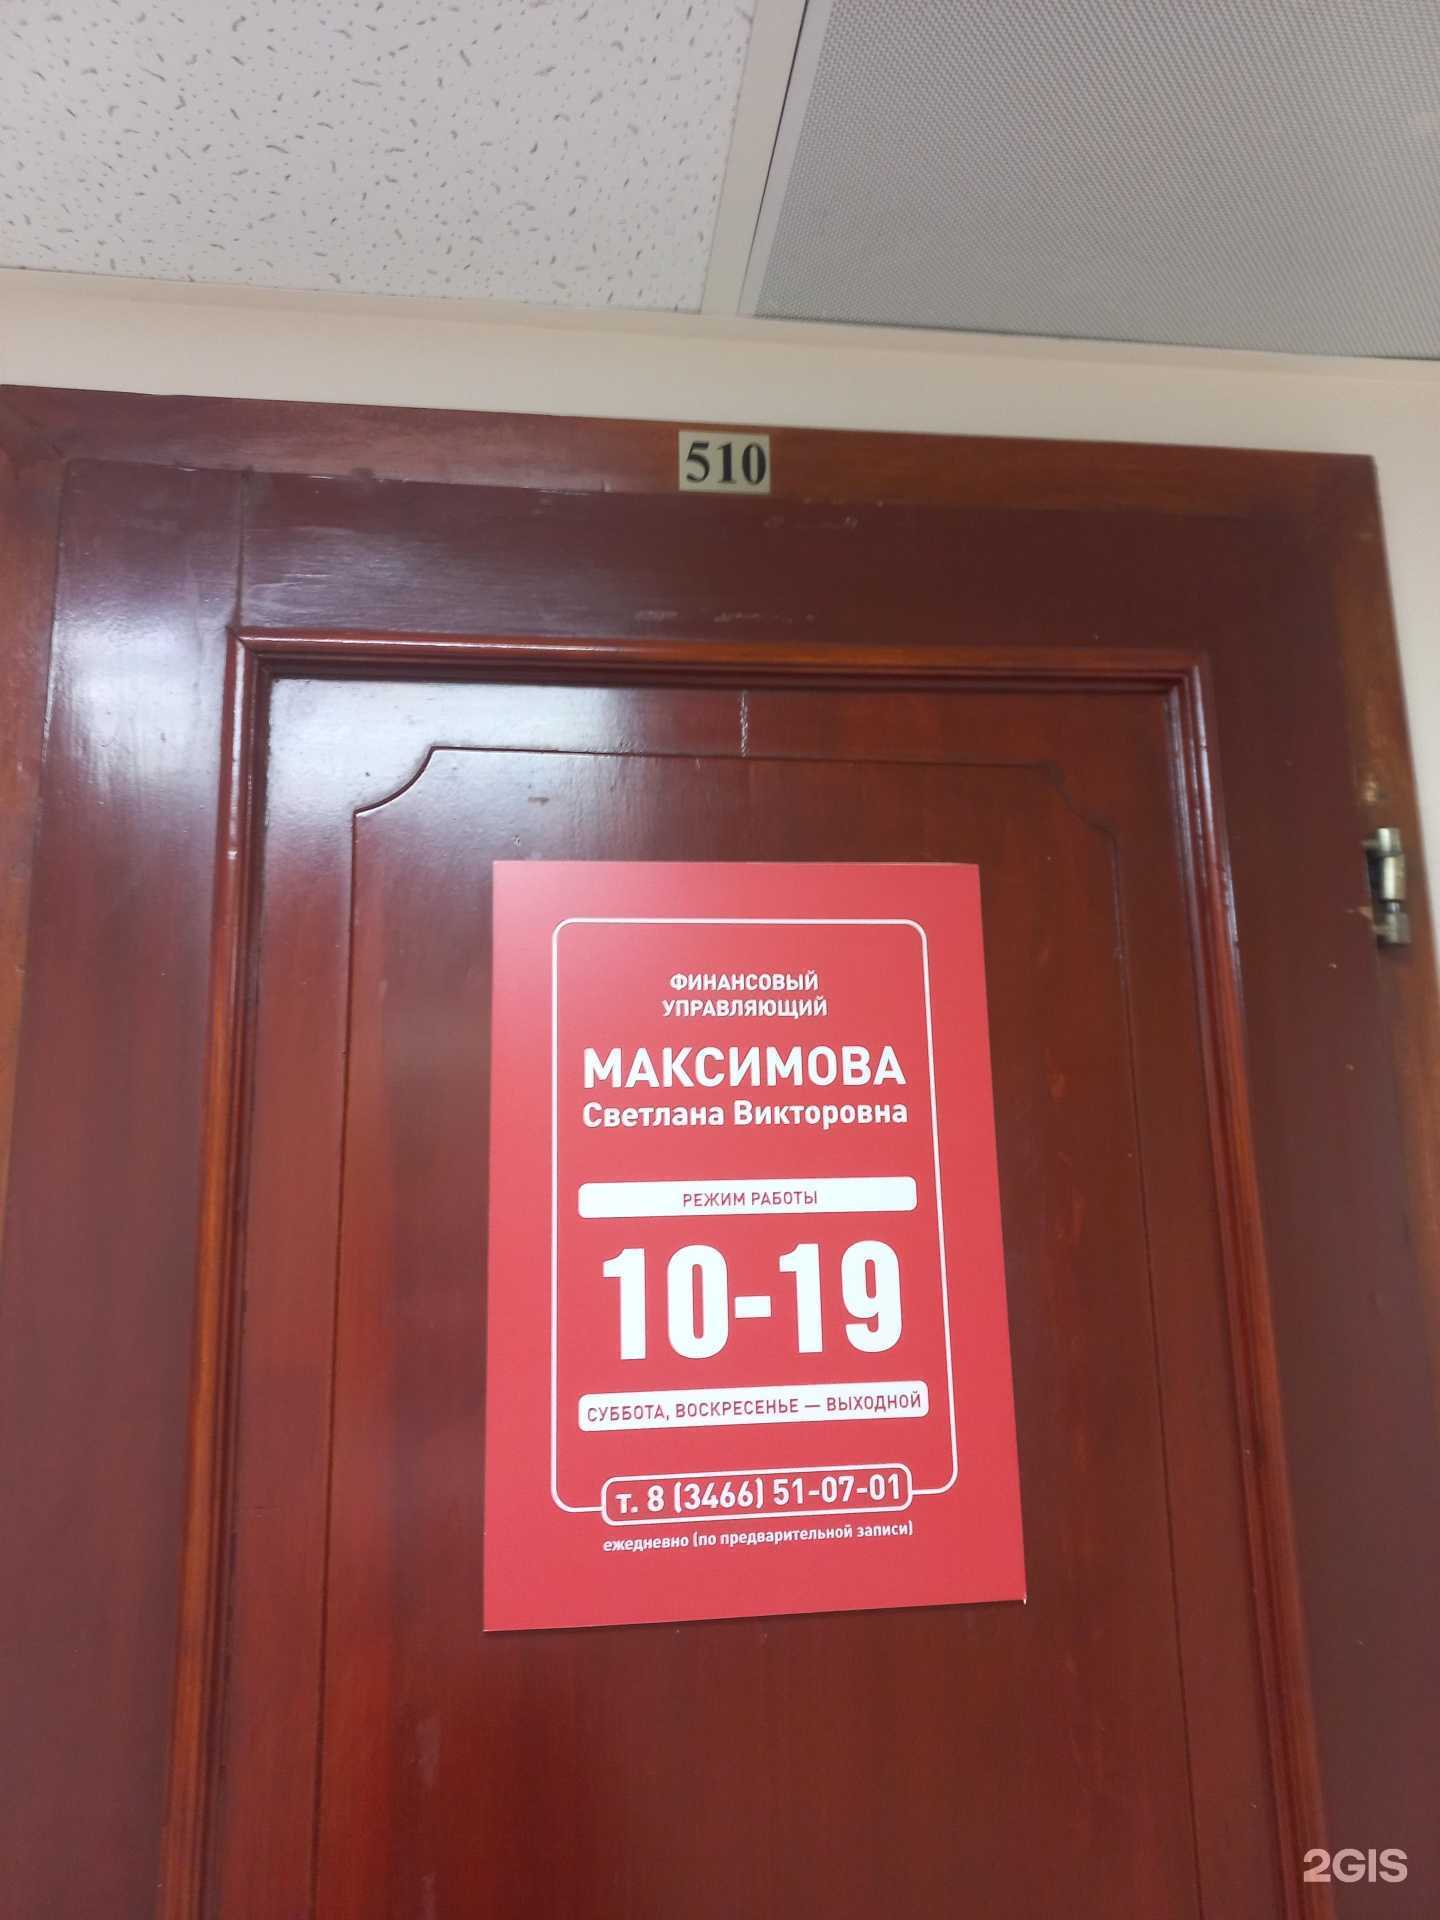 510
ФИНАНСОВЫЙ
УПРАВЛЯЮЩИЙ
МАКСИМОВА
Светлана Викторовна
РЕЖИМ РАБОТЫ
10-19
СУББОТА, ВОСКРЕСЕНЬЕ — ВЫХОДНОЙ
т. 8 (3466) 51-07-01
ежедневно (по предварительной записи)
2GIS